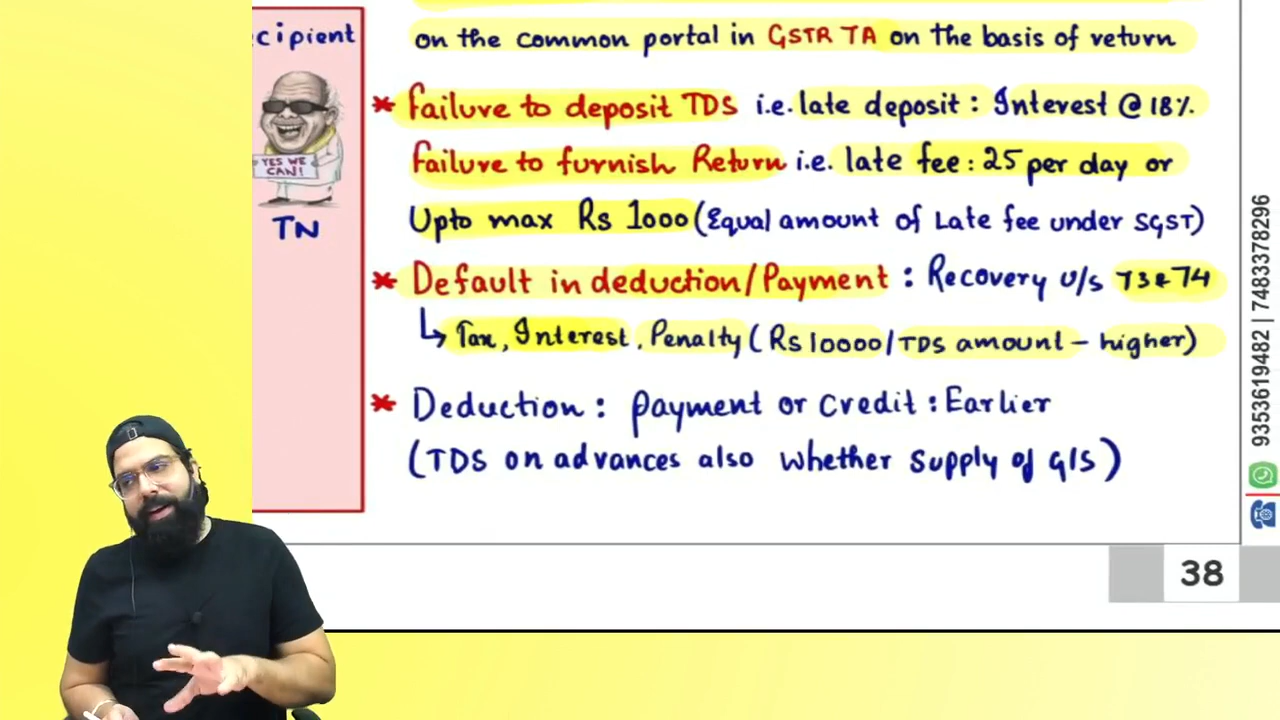 cipient
YES WE
CAN!
TN
on the common portal in GSTR 7A on the basis of return
* Failure to deposit TDS i.e. late deposit : Interest @ 18%.
Failure to furnish Return i.e. late fee : 25 per day or
Upto max Rs 1000 (Equal amount of Late fee under SGST)
* Default in deduction/Payment : Recovery u/s 73 & 74
↳ Tax, Interest, Penalty (Rs 10000/TDS amount - higher)
* Deduction : payment or credit : Earlier
(TDS on advances also whether supply of G/S)
38
9353619482 | 7483378296